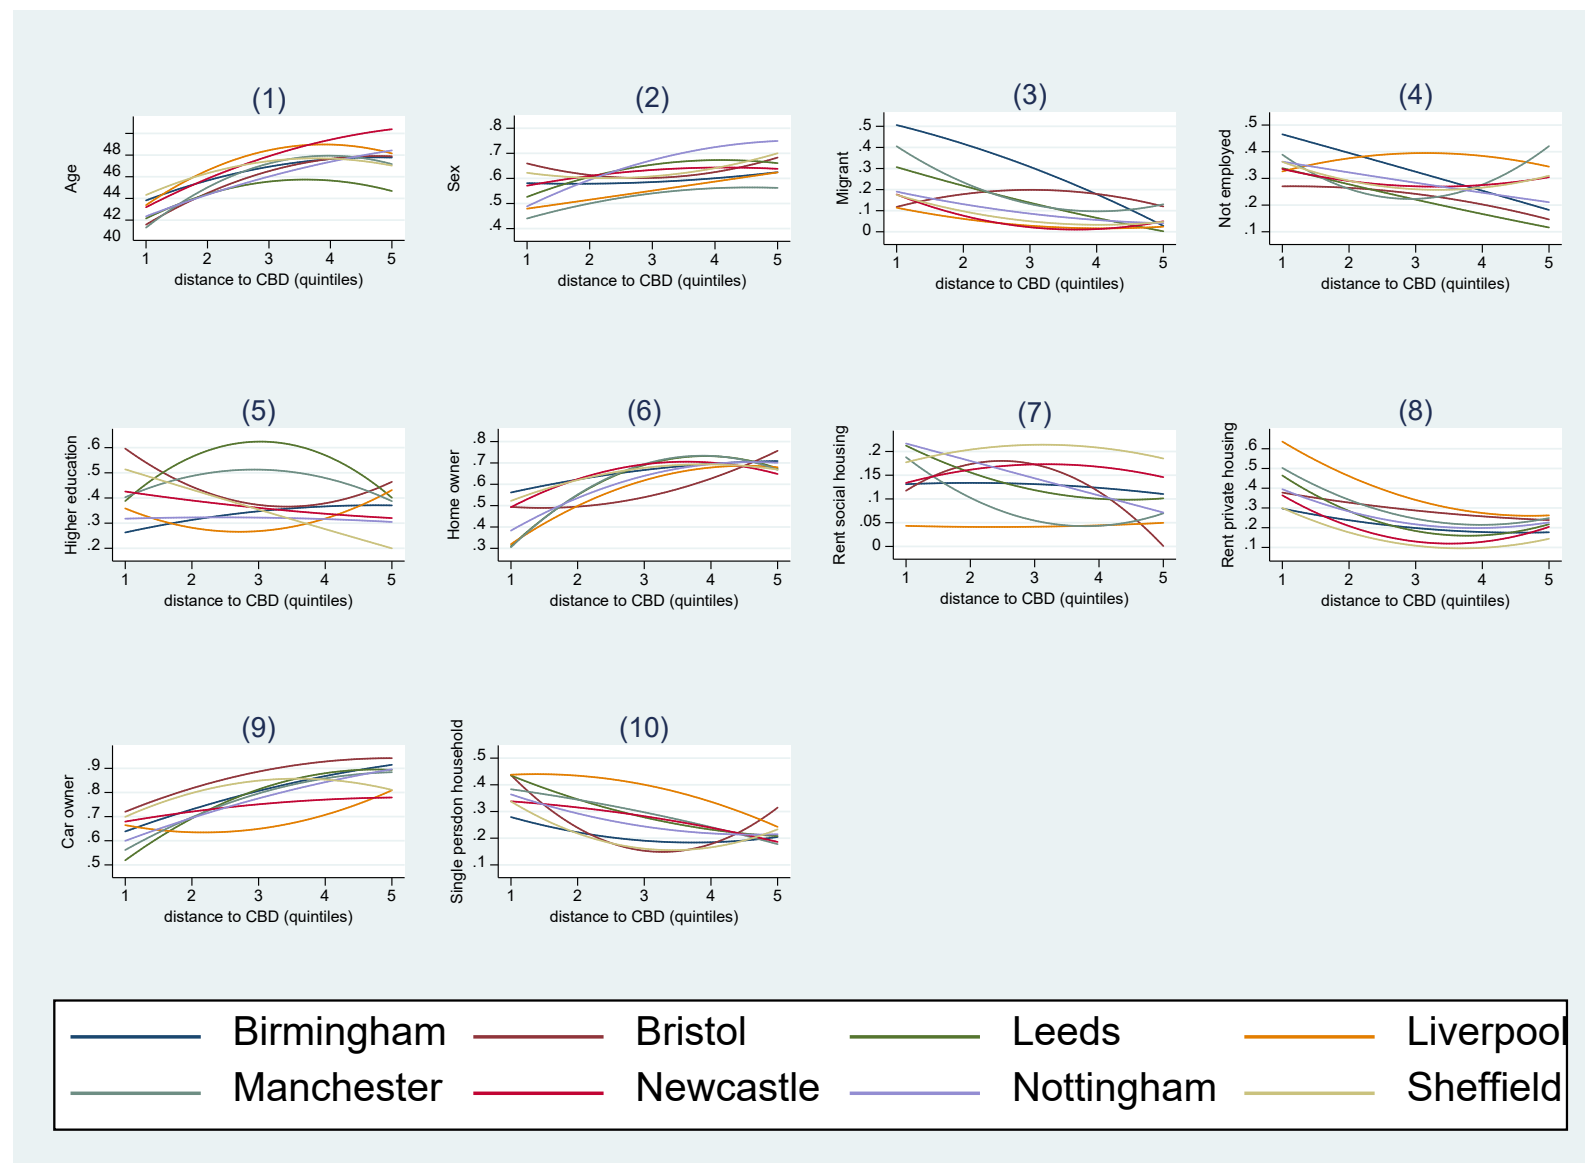 (1)
Age
48
46
44
42
40
1 2 3 4 5
distance to CBD (quintiles)
(2)
Sex
.8
.7
.6
.5
.4
1 2 3 4 5
distance to CBD (quintiles)
(3)
Migrant
.5
.4
.3
.2
.1
0
1 2 3 4 5
distance to CBD (quintiles)
(4)
Not employed
.5
.4
.3
.2
.1
1 2 3 4 5
distance to CBD (quintiles)
(5)
Higher education
.6
.5
.4
.3
.2
1 2 3 4 5
distance to CBD (quintiles)
(6)
Home owner
.8
.7
.6
.5
.4
.3
1 2 3 4 5
distance to CBD (quintiles)
(7)
Rent social housing
.2
.15
.1
.05
0
1 2 3 4 5
distance to CBD (quintiles)
(8)
Rent private housing
.6
.5
.4
.3
.2
.1
1 2 3 4 5
distance to CBD (quintiles)
(9)
Car owner
.9
.8
.7
.6
.5
1 2 3 4 5
distance to CBD (quintiles)
(10)
Single persdon household
.5
.4
.3
.2
.1
1 2 3 4 5
distance to CBD (quintiles)
Birmingham Bristol Leeds Liverpool
Manchester Newcastle Nottingham Sheffield